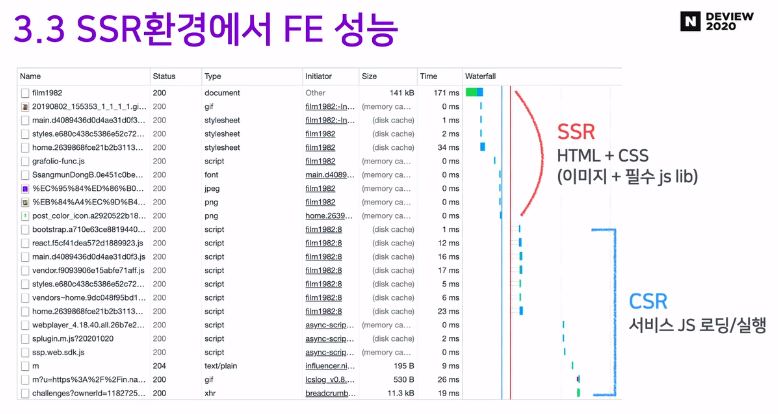 3.3 SSR환경에서 FE 성능
N DEVIEW
2020
Name Status Type Initiator Size Time Waterfall
film1982 200 document Other 141 kB 171 ms
20190802_155353_1_1_1_1.gi... 200 gif film1982:-In... (memory ca... 0 ms
main.d4089436d0d4ae31d0f3... 200 stylesheet film1982:-In... (disk cache) 1 ms
styles.e680c438c5386e52c72... 200 stylesheet film1982 (disk cache) 2 ms
home.2639868fce21b2b3113... 200 stylesheet film1982 (disk cache) 34 ms
grafolio-func.js 200 script film1982 (memory ca... 0 ms
SsangmunDongB.0e451c0be... 200 font main.d4089... (memory ca... 0 ms
%EC%95%84%ED%86%B0... 200 jpeg film1982 (memory ca... 0 ms
%EB%84%A4%EC%9D%B4... 200 png film1982 (memory ca... 0 ms
post_color_icon.a2920522b18... 200 png home.2639... (memory ca... 0 ms
bootstrap.a710e63ce8819440... 200 script film1982:8 (disk cache) 1 ms
react.f5cf41dea572d1889923.js 200 script film1982:8 (disk cache) 12 ms
main.d4089436d0d4ae31d0f3.js 200 script film1982:8 (disk cache) 16 ms
vendor.f9093906e15abfe71aff.js 200 script film1982:8 (disk cache) 17 ms
styles.e680c438c5386e52c72... 200 script film1982:8 (disk cache) 5 ms
vendors~home.9dc048f95bd1... 200 script film1982:8 (disk cache) 6 ms
home.2639868fce21b2b3113... 200 script film1982:8 (disk cache) 23 ms
webplayer_4.18.40.all.26b7e2... 200 script async-scrip... (memory ca... 0 ms
splugin.m.js?20201020 200 script async-scrip... (disk cache) 2 ms
ssp.web.sdk.js 200 script async-scrip... (memory ca... 0 ms
m 204 text/plain influencer.ni... 195 B 9 ms
m?u=https%3A%2F%2Fin.na... 200 gif lcslog_v0.8.... 530 B 26 ms
challenges?ownerId=1182725... 200 xhr breadcrumb... 11.3 kB 19 ms
SSR
HTML + CSS
(이미지 + 필수 js lib)
CSR
서비스 JS 로딩/실행